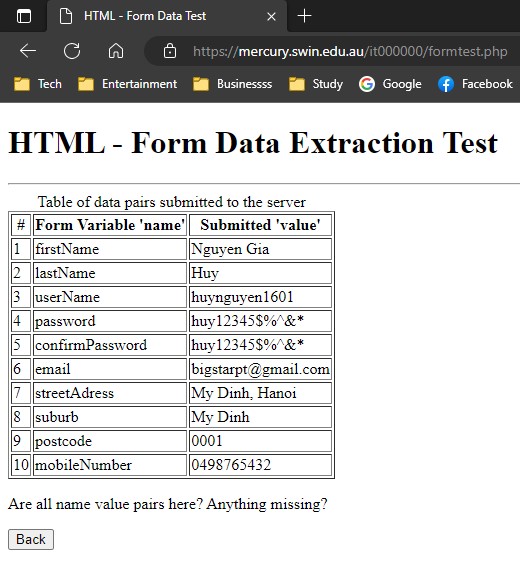 HTML - Form Data Test
https://mercury.swin.edu.au/it000000/formtest.php
Tech Entertainment Businessss Study Google Facebook
HTML - Form Data Extraction Test
Table of data pairs submitted to the server
# Form Variable 'name' Submitted 'value'
1 firstName Nguyen Gia
2 lastName Huy
3 userName huynguyen1601
4 password huy12345$%^&*
5 confirmPassword huy12345$%^&*
6 email bigstarpt@gmail.com
7 streetAdress My Dinh, Hanoi
8 suburb My Dinh
9 postcode 0001
10 mobileNumber 0498765432
Are all name value pairs here? Anything missing?
Back